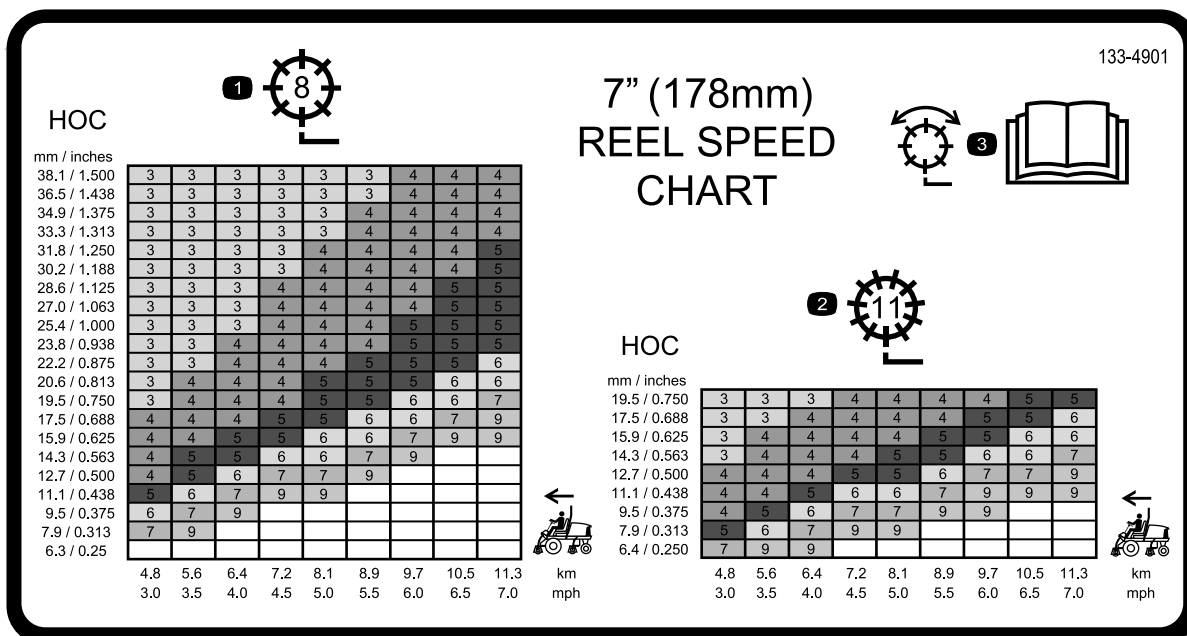 133-4901
7” (178mm)
REEL SPEED
CHART
1
8
3
HOC
mm / inches
38.1 / 1.500 3 3 3 3 3 3 4 4 4
36.5 / 1.438 3 3 3 3 3 3 4 4 4
34.9 / 1.375 3 3 3 3 3 4 4 4 4
33.3 / 1.313 3 3 3 3 3 4 4 4 4
31.8 / 1.250 3 3 3 3 4 4 4 4 5
30.2 / 1.188 3 3 3 3 4 4 4 4 5
28.6 / 1.125 3 3 3 4 4 4 4 5 5
27.0 / 1.063 3 3 3 4 4 4 4 5 5
25.4 / 1.000 3 3 3 4 4 4 5 5 5
23.8 / 0.938 3 3 4 4 4 4 5 5 5
22.2 / 0.875 3 3 4 4 4 5 5 5 6
20.6 / 0.813 3 4 4 4 5 5 5 6 6
19.5 / 0.750 3 4 4 4 5 5 6 6 7
17.5 / 0.688 4 4 4 5 5 6 6 7 9
15.9 / 0.625 4 4 5 5 6 6 7 9 9
14.3 / 0.563 4 5 5 6 6 7 9
12.7 / 0.500 4 5 6 7 7 9
11.1 / 0.438 5 6 7 9 9
9.5 / 0.375 6 7 9
7.9 / 0.313 7 9
6.3 / 0.25
4.8 5.6 6.4 7.2 8.1 8.9 9.7 10.5 11.3 km
3.0 3.5 4.0 4.5 5.0 5.5 6.0 6.5 7.0 mph
2
11
HOC
mm / inches
19.5 / 0.750 3 3 3 4 4 4 4 5 5
17.5 / 0.688 3 3 4 4 4 4 5 5 6
15.9 / 0.625 3 4 4 4 4 5 5 6 6
14.3 / 0.563 3 4 4 4 5 5 6 6 7
12.7 / 0.500 4 4 4 5 5 6 7 7 9
11.1 / 0.438 4 4 5 6 6 7 9 9 9
9.5 / 0.375 4 5 6 7 7 9 9
7.9 / 0.313 5 6 7 9 9
6.4 / 0.250 7 9 9
4.8 5.6 6.4 7.2 8.1 8.9 9.7 10.5 11.3 km
3.0 3.5 4.0 4.5 5.0 5.5 6.0 6.5 7.0 mph